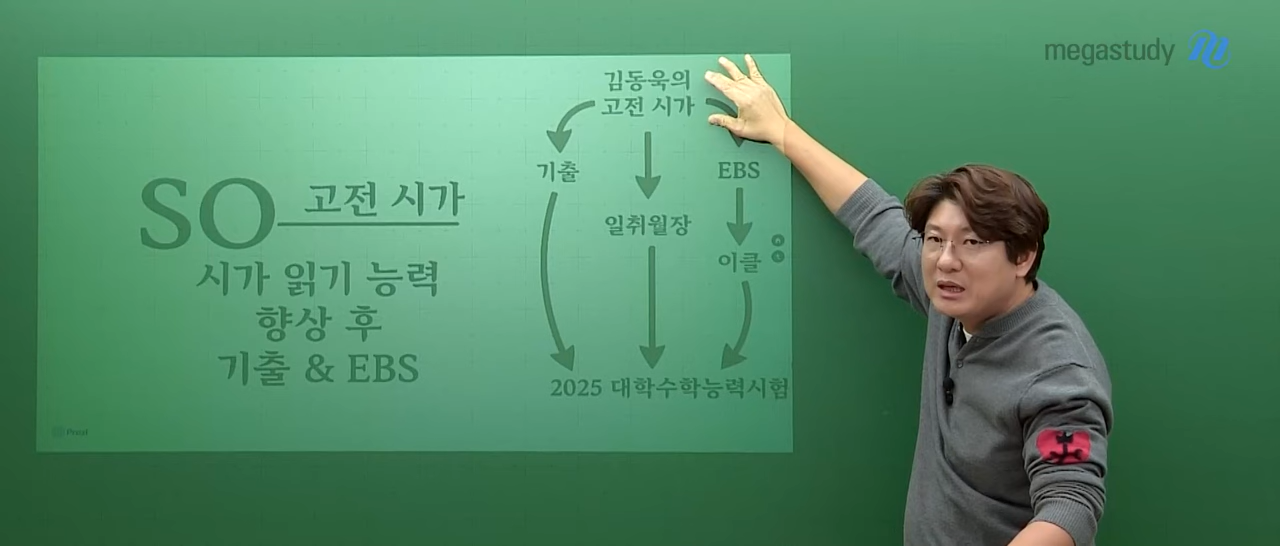 megastudy
김동욱의
고전 시가
SO 고전 시가
시가 읽기 능력
향상 후
기출 & EBS
기출
EBS
일취월장
이클
2025 대학수학능력시험
Prezi